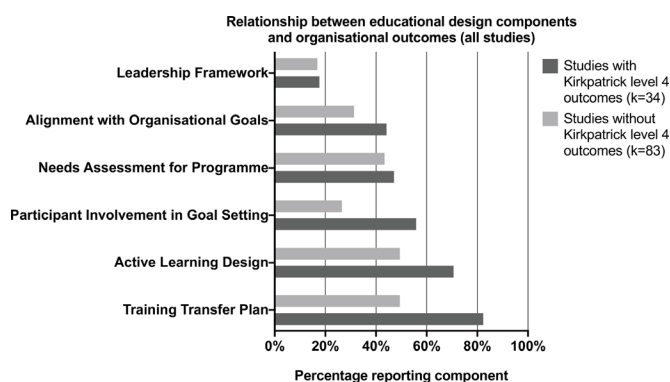 Relationship between educational design components
and organisational outcomes (all studies)
Leadership Framework
Alignment with Organisational Goals
Needs Assessment for Programme
Participant Involvement in Goal Setting
Active Learning Design
Training Transfer Plan
0% 20% 40% 60% 80% 100%
Percentage reporting component
Studies with
Kirkpatrick level 4
outcomes (k=34)
Studies without
Kirkpatrick level 4
outcomes (k=83)